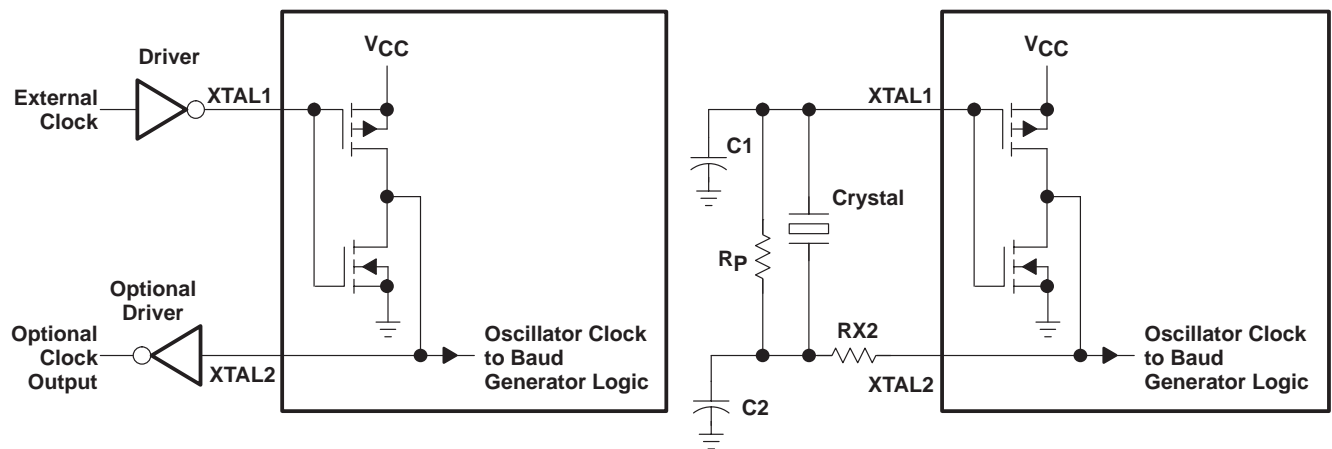 Driver
VCC
External
Clock
XTAL1
Optional
Driver
Optional
Clock
Output
XTAL2
Oscillator Clock
to Baud
Generator Logic
VCC
XTAL1
C1
Crystal
RP
RX2
XTAL2
C2
Oscillator Clock
to Baud
Generator Logic